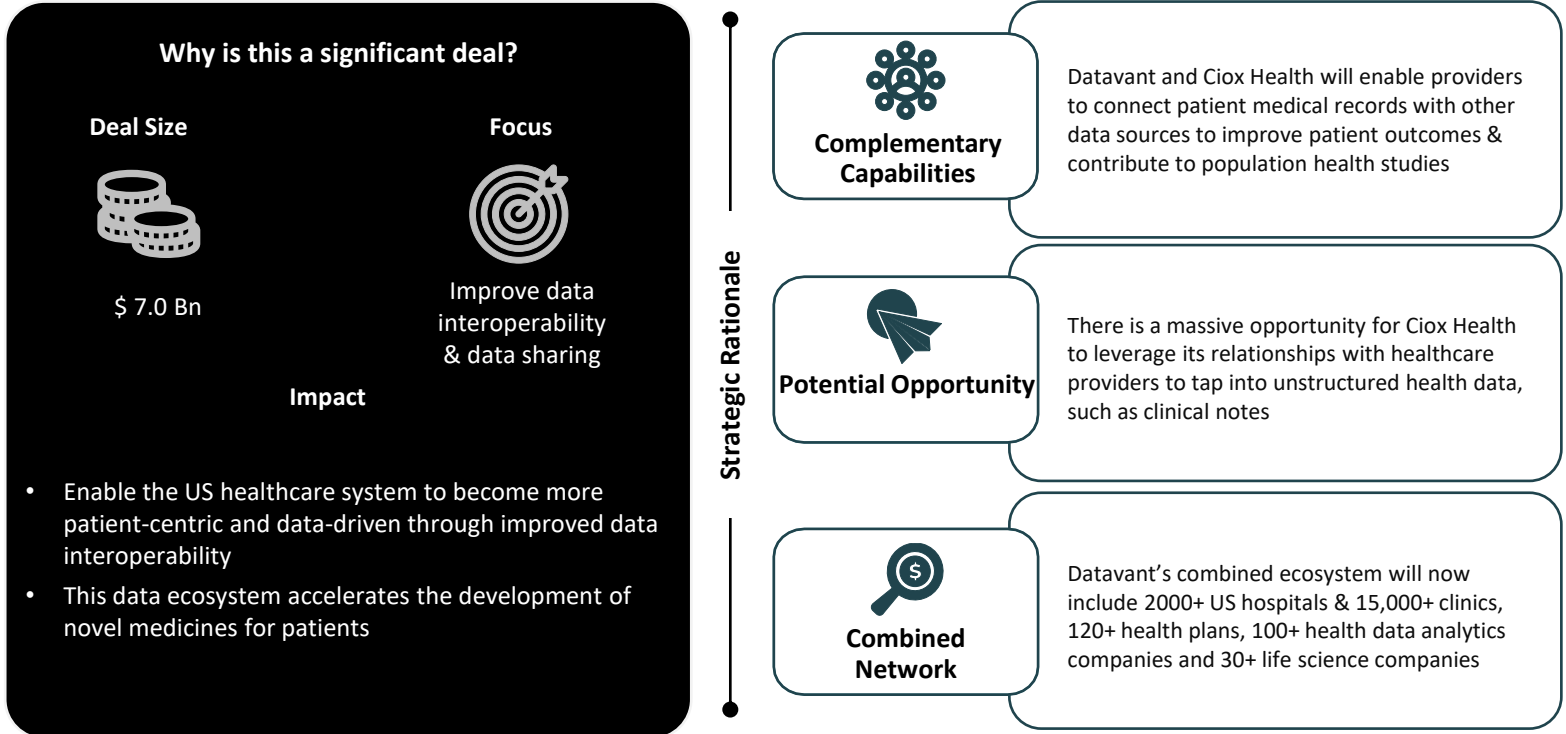 Why is this a significant deal?
Deal Size
Focus
$ 7.0 Bn
Improve data
interoperability
& data sharing
Impact
• Enable the US healthcare system to become more
patient-centric and data-driven through improved data
interoperability
• This data ecosystem accelerates the development of
novel medicines for patients
Strategic Rationale
Complementary
Capabilities
Datavant and Ciox Health will enable providers
to connect patient medical records with other
data sources to improve patient outcomes &
contribute to population health studies
Potential Opportunity
There is a massive opportunity for Ciox Health
to leverage its relationships with healthcare
providers to tap into unstructured health data,
such as clinical notes
$
Combined
Network
Datavant’s combined ecosystem will now
include 2000+ US hospitals & 15,000+ clinics,
120+ health plans, 100+ health data analytics
companies and 30+ life science companies